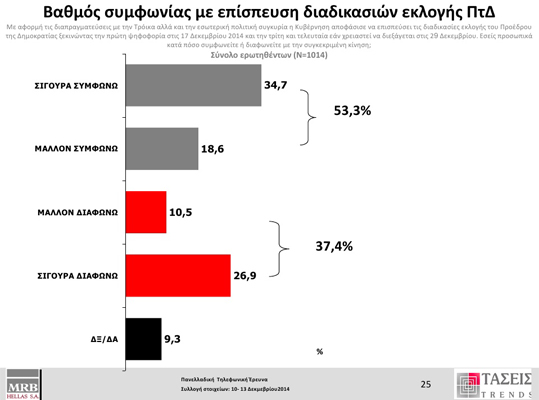 Βαθμός συμφωνίας με επίσπευση διαδικασιών εκλογής ΠτΔ
Με αφορμή τις διαπραγματεύσεις με την Τρόικα αλλά και την εσωτερική πολιτική συγκυρία η Κυβέρνηση αποφάσισε να επισπεύσει τις διαδικασίες εκλογής του Προέδρου
της Δημοκρατίας ξεκινώντας την πρώτη ψηφοφορία στις 17 Δεκεμβρίου 2014 και την τρίτη και τελευταία εάν χρειαστεί να διεξάγεται στις 29 Δεκεμβρίου. Εσείς προσωπικά
κατά πόσο συμφωνείτε ή διαφωνείτε με την συγκεκριμένη κίνηση;
Σύνολο ερωτηθέντων (N=1014)
ΣΙΓΟΥΡΑ ΣΥΜΦΩΝΩ 34,7
53,3%
ΜΑΛΛΟΝ ΣΥΜΦΩΝΩ 18,6
ΜΑΛΛΟΝ ΔΙΑΦΩΝΩ 10,5
37,4%
ΣΙΓΟΥΡΑ ΔΙΑΦΩΝΩ 26,9
ΔΞ/ΔΑ 9,3
%
MRB
HELLAS S.A.
Πανελλαδική Τηλεφωνική Έρευνα
Συλλογή στοιχείων: 10- 13 Δεκεμβρίου2014
25
ΤΑΣΕΙΣ
TRENDS